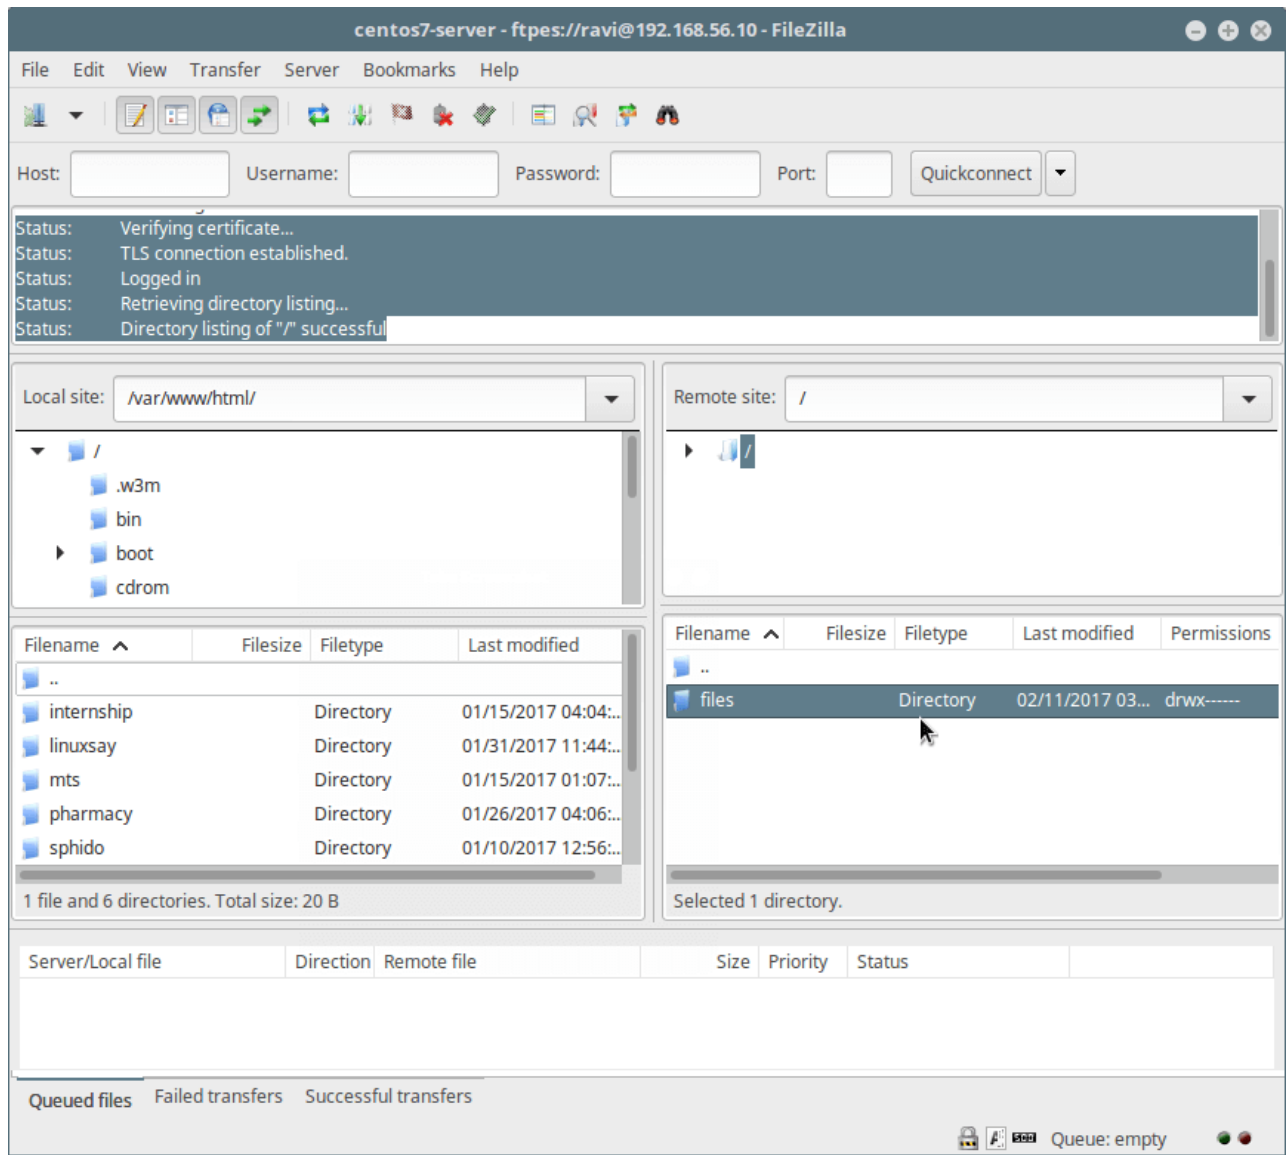 centos7-server - ftpes://ravi@192.168.56.10 - FileZilla
File Edit View Transfer Server Bookmarks Help
Host: Username: Password: Port: Quickconnect
Status: Verifying certificate...
Status: TLS connection established.
Status: Logged in
Status: Retrieving directory listing...
Status: Directory listing of "/" successful
Local site: /var/www/html/
/
.w3m
bin
boot
cdrom
Filename Filesize Filetype Last modified
..
internship Directory 01/15/2017 04:04:..
linuxsay Directory 01/31/2017 11:44:..
mts Directory 01/15/2017 01:07:..
pharmacy Directory 01/26/2017 04:06:..
sphido Directory 01/10/2017 12:56:..
1 file and 6 directories. Total size: 20 B
Remote site: /
/
Filename Filesize Filetype Last modified Permissions
..
files Directory 02/11/2017 03... drwx------
Selected 1 directory.
Server/Local file Direction Remote file Size Priority Status
Queued files Failed transfers Successful transfers
Queue: empty